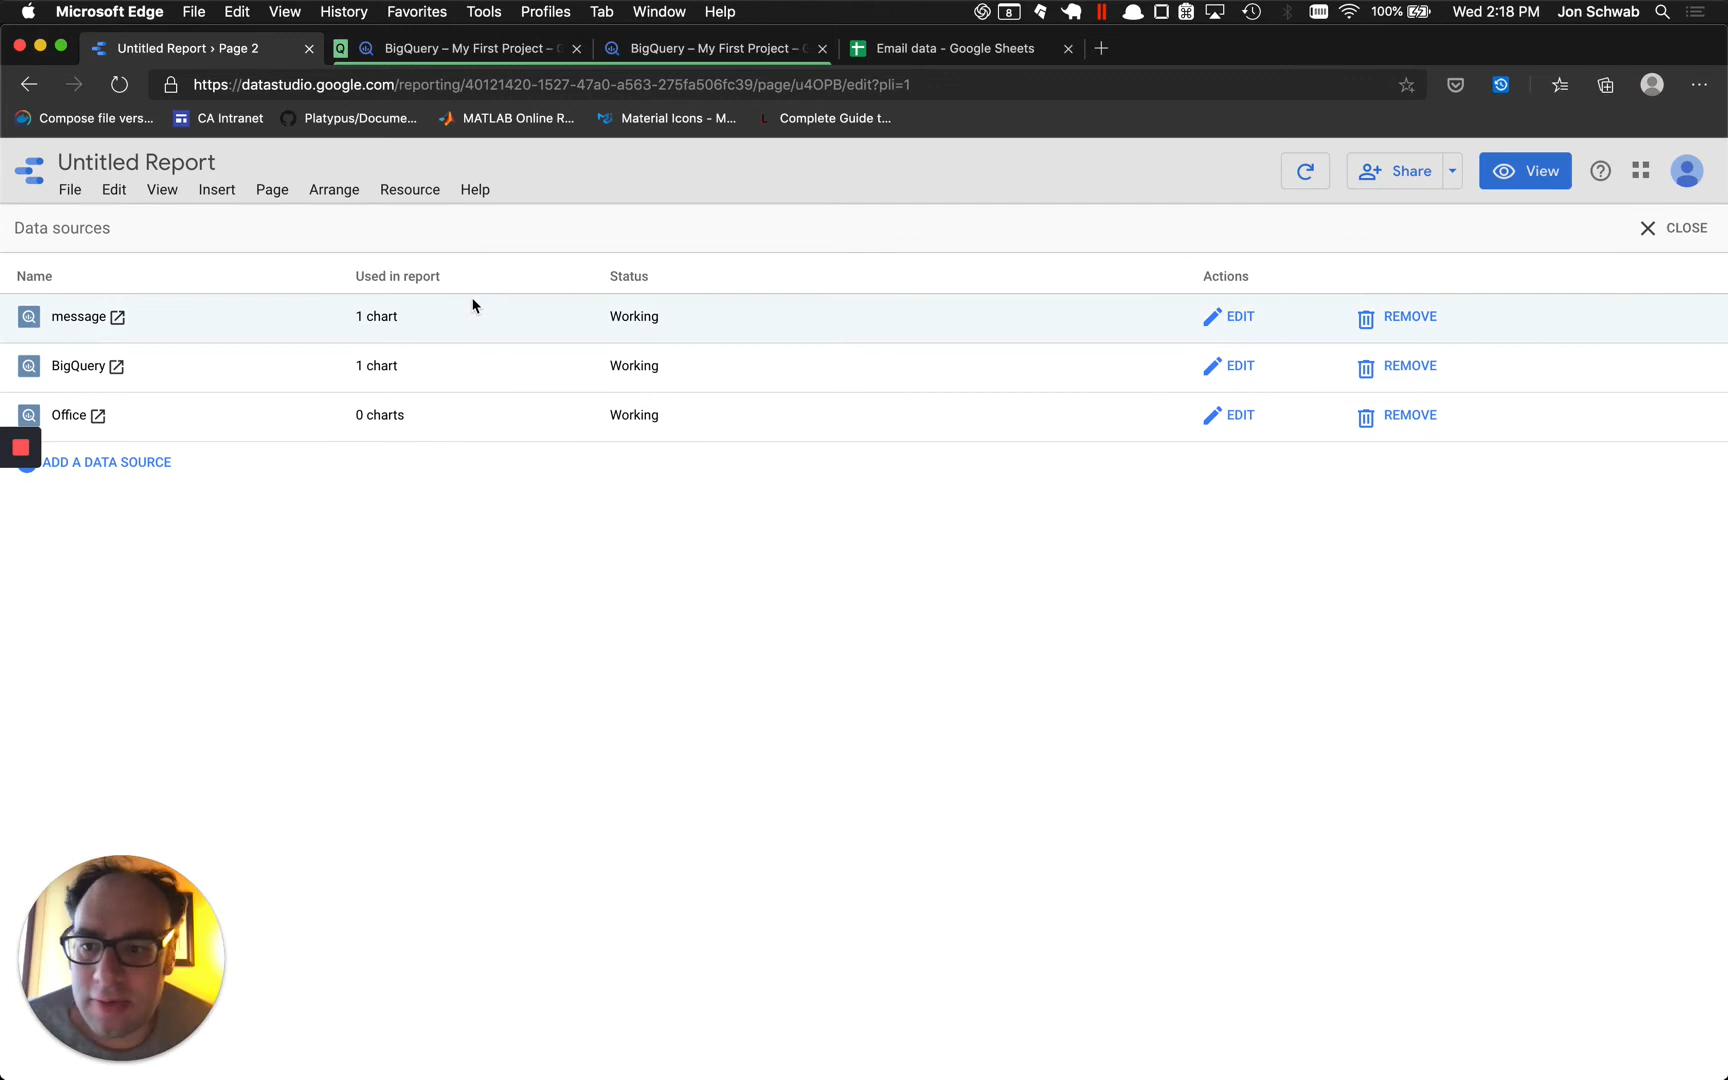 Microsoft Edge File Edit View History Favorites Tools Profiles Tab Window Help 8 100% Wed 2:18 PM Jon Schwab
Untitled Report › Page 2 Q BigQuery – My First Project – BigQuery – My First Project – Email data - Google Sheets
https://datastudio.google.com/reporting/40121420-1527-47a0-a563-275fa506fc39/page/u4OPB/edit?pli=1
Compose file vers... CA Intranet Platypus/Docume... MATLAB Online R... Material Icons - M... L Complete Guide t...
Untitled Report
Share View
File Edit View Insert Page Arrange Resource Help
Data sources CLOSE
Name Used in report Status Actions
message 1 chart Working EDIT REMOVE
BigQuery 1 chart Working EDIT REMOVE
Office 0 charts Working EDIT REMOVE
ADD A DATA SOURCE